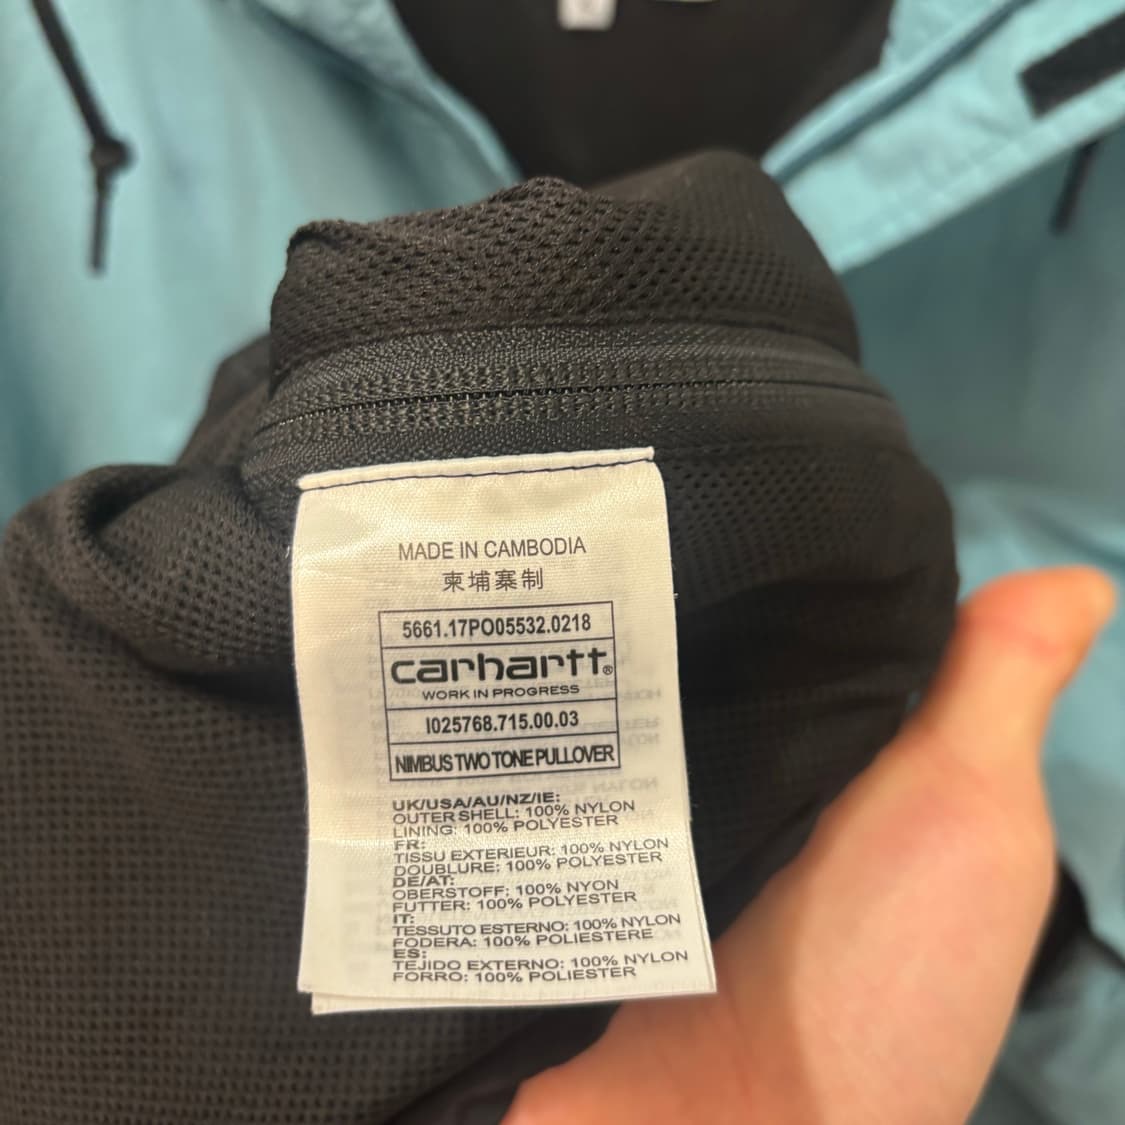 MADE IN CAMBODIA
柬埔寨制
5661.17PO05532.0218
carhartt®
WORK IN PROGRESS
I025768.715.00.03
NIMBUS TWO TONE PULLOVER
UK/USA/AU/NZ/IE:
OUTER SHELL: 100% NYLON
LINING: 100% POLYESTER
FR:
TISSU EXTERIEUR: 100% NYLON
DOUBLURE: 100% POLYESTER
DE/AT:
OBERSTOFF: 100% NYON
FUTTER: 100% POLYESTER
IT:
TESSUTO ESTERNO: 100% NYLON
FODERA: 100% POLIESTERE
ES:
TEJIDO EXTERNO: 100% NYLON
FORRO: 100% POLIESTER